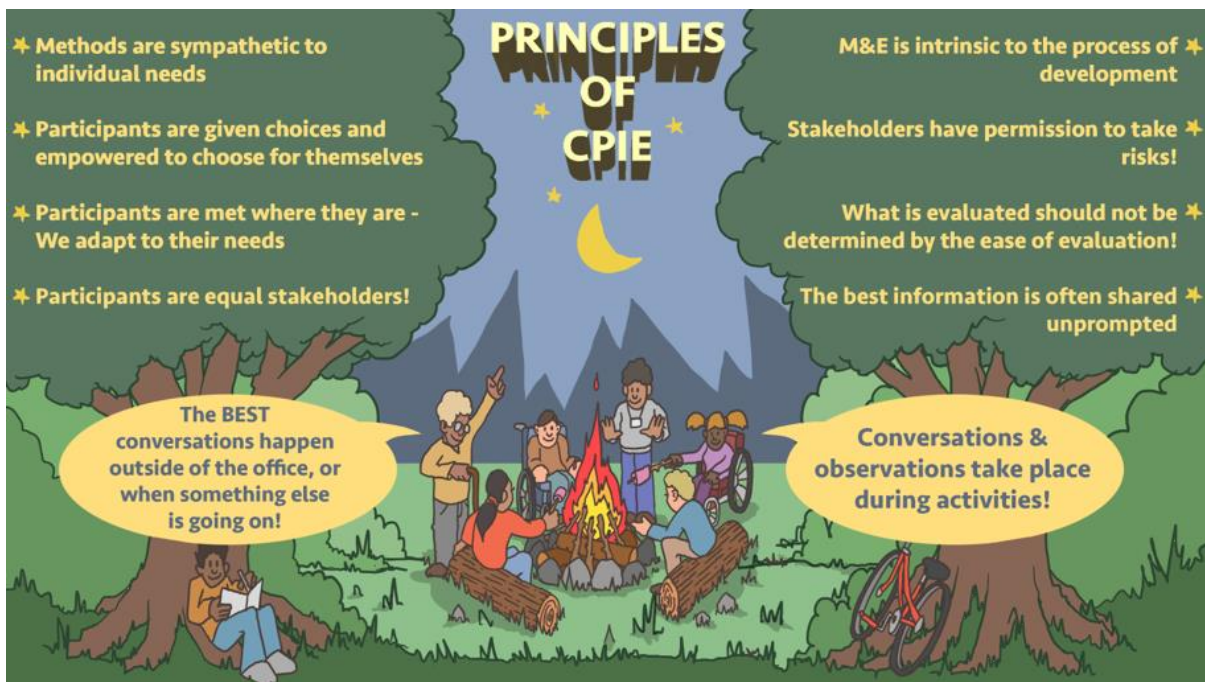 PRINCIPLES
OF
CPIE
Methods are sympathetic to
individual needs
Participants are given choices and
empowered to choose for themselves
Participants are met where they are -
We adapt to their needs
Participants are equal stakeholders!
M&E is intrinsic to the process of
development
Stakeholders have permission to take
risks!
What is evaluated should not be
determined by the ease of evaluation!
The best information is often shared
unprompted
The BEST
conversations happen
outside of the office, or
when something else
is going on!
Conversations &
observations take place
during activities!